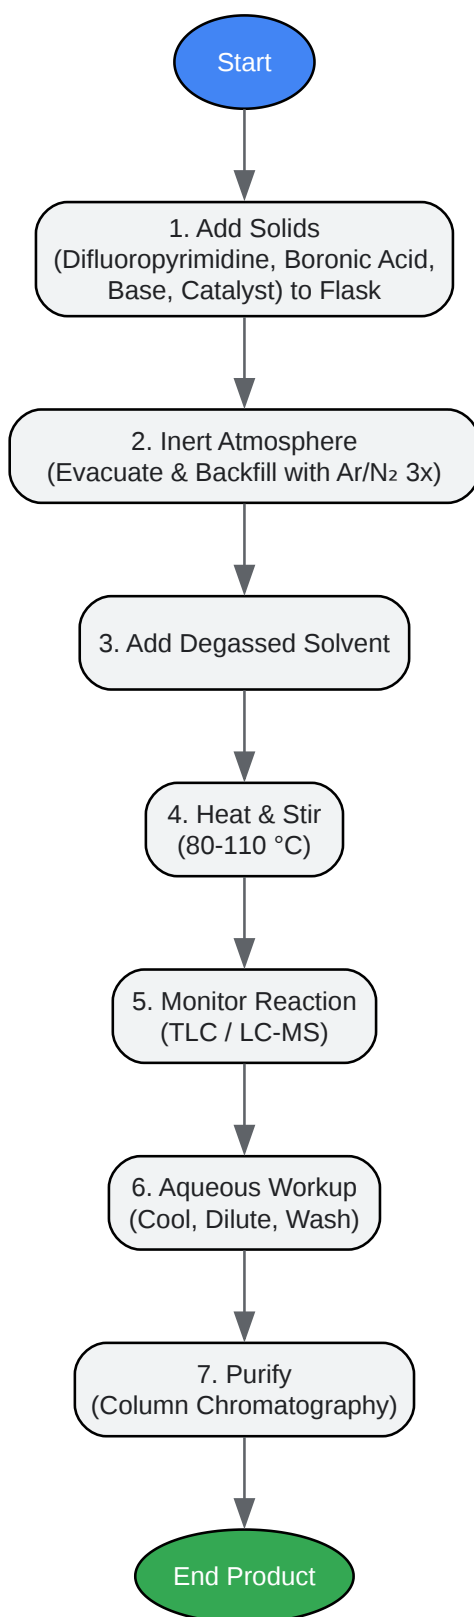 Start
1. Add Solids
(Difluoropyrimidine, Boronic Acid,
Base, Catalyst) to Flask
2. Inert Atmosphere
(Evacuate & Backfill with Ar/N₂ 3x)
3. Add Degassed Solvent
4. Heat & Stir
(80-110 °C)
5. Monitor Reaction
(TLC / LC-MS)
6. Aqueous Workup
(Cool, Dilute, Wash)
7. Purify
(Column Chromatography)
End Product